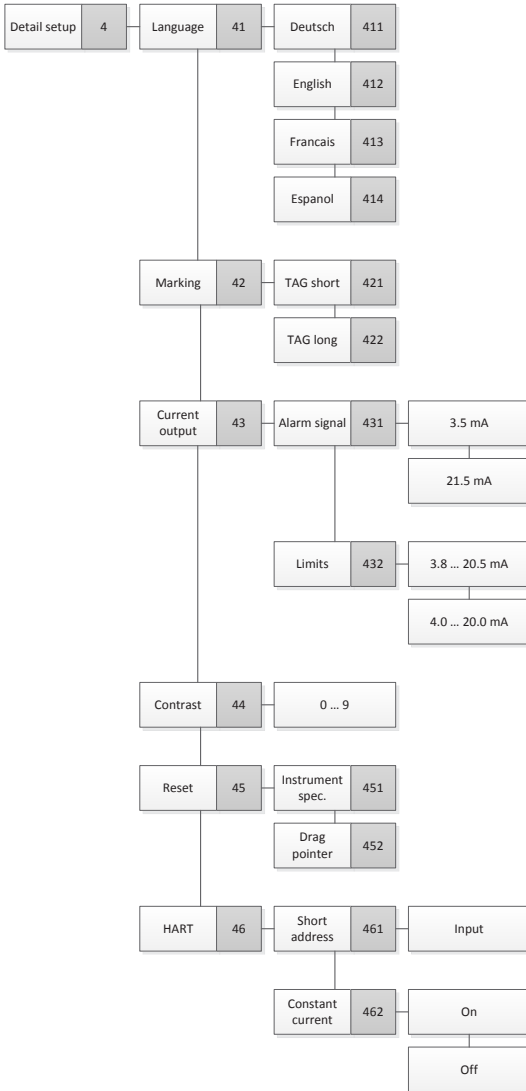 Detail setup 4 Language 41 Deutsch 411
English 412
Francais 413
Espanol 414
Marking 42 TAG short 421
TAG long 422
Current
output 43 Alarm signal 431 3.5 mA
21.5 mA
Limits 432 3.8 ... 20.5 mA
4.0 ... 20.0 mA
Contrast 44 0 ... 9
Reset 45 Instrument
spec. 451
Drag
pointer 452
HART 46 Short
address 461 Input
Constant
current 462 On
Off